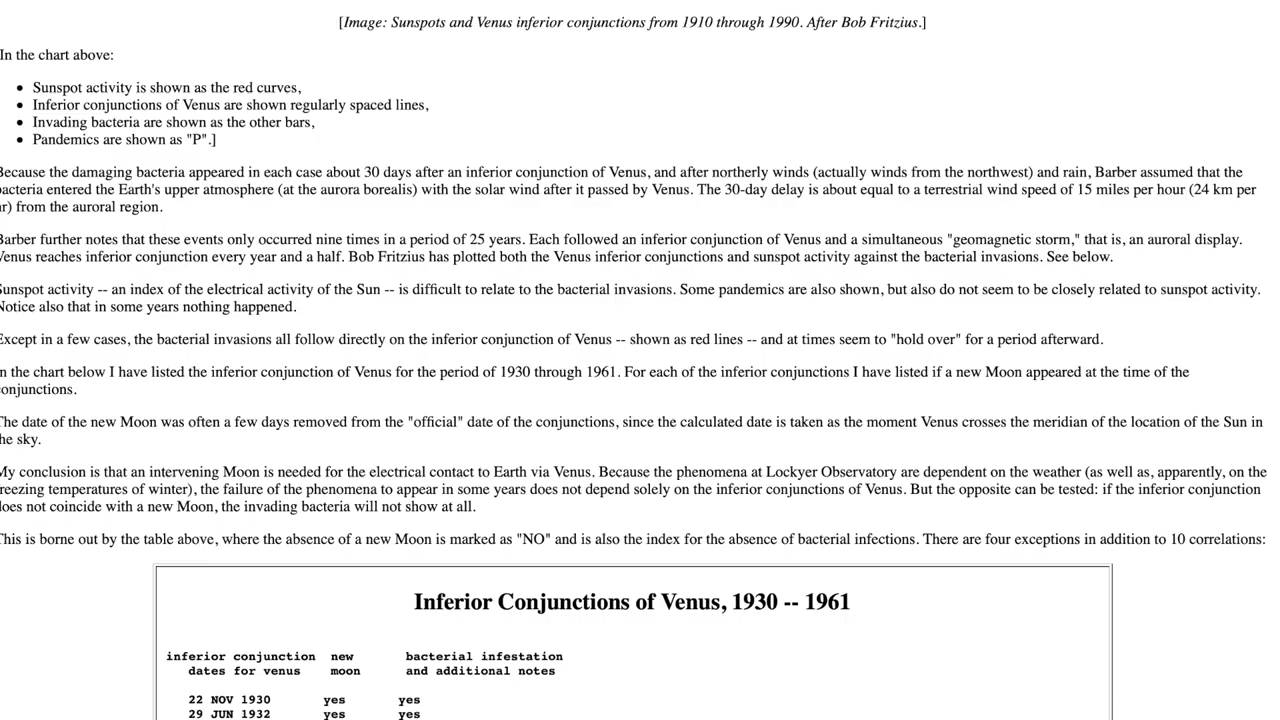 [Image: Sunspots and Venus inferior conjunctions from 1910 through 1990. After Bob Fritzius.]
In the chart above:
• Sunspot activity is shown as the red curves,
• Inferior conjunctions of Venus are shown regularly spaced lines,
• Invading bacteria are shown as the other bars,
• Pandemics are shown as "P".]
Because the damaging bacteria appeared in each case about 30 days after an inferior conjunction of Venus, and after northerly winds (actually winds from the northwest) and rain, Barber assumed that the
bacteria entered the Earth's upper atmosphere (at the aurora borealis) with the solar wind after it passed by Venus. The 30-day delay is about equal to a terrestrial wind speed of 15 miles per hour (24 km per
hr) from the auroral region.
Barber further notes that these events only occurred nine times in a period of 25 years. Each followed an inferior conjunction of Venus and a simultaneous "geomagnetic storm," that is, an auroral display.
Venus reaches inferior conjunction every year and a half. Bob Fritzius has plotted both the Venus inferior conjunctions and sunspot activity against the bacterial invasions. See below.
Sunspot activity -- an index of the electrical activity of the Sun -- is difficult to relate to the bacterial invasions. Some pandemics are also shown, but also do not seem to be closely related to sunspot activity.
Notice also that in some years nothing happened.
Except in a few cases, the bacterial invasions all follow directly on the inferior conjunction of Venus -- shown as red lines -- and at times seem to "hold over" for a period afterward.
In the chart below I have listed the inferior conjunction of Venus for the period of 1930 through 1961. For each of the inferior conjunctions I have listed if a new Moon appeared at the time of the
conjunctions.
The date of the new Moon was often a few days removed from the "official" date of the conjunctions, since the calculated date is taken as the moment Venus crosses the meridian of the location of the Sun in
the sky.
My conclusion is that an intervening Moon is needed for the electrical contact to Earth via Venus. Because the phenomena at Lockyer Observatory are dependent on the weather (as well as, apparently, on the
freezing temperatures of winter), the failure of the phenomena to appear in some years does not depend solely on the inferior conjunctions of Venus. But the opposite can be tested: if the inferior conjunction
does not coincide with a new Moon, the invading bacteria will not show at all.
This is borne out by the table above, where the absence of a new Moon is marked as "NO" and is also the index for the absence of bacterial infections. There are four exceptions in addition to 10 correlations:
Inferior Conjunctions of Venus, 1930 -- 1961
inferior conjunction new bacterial infestation
dates for venus moon and additional notes
22 NOV 1930 yes yes
29 JUN 1932 yes yes